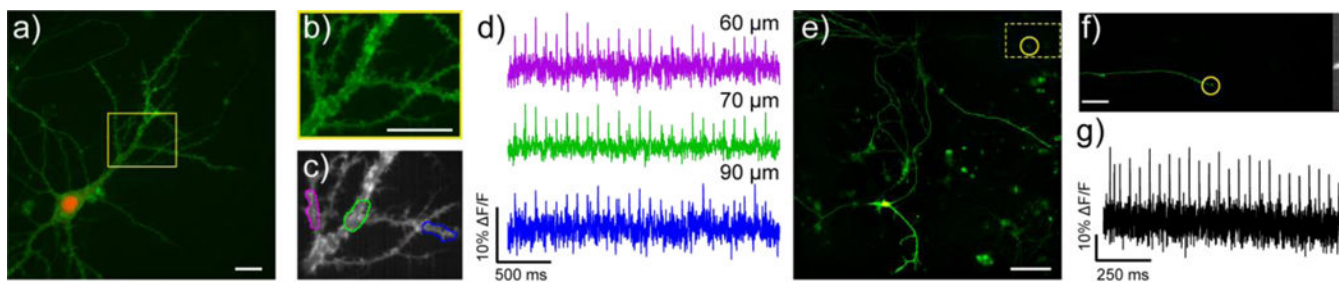 a)
b)
c)
d)
60 µm
70 µm
90 µm
10% ΔF/F
500 ms
e)
f)
g)
10% ΔF/F
250 ms